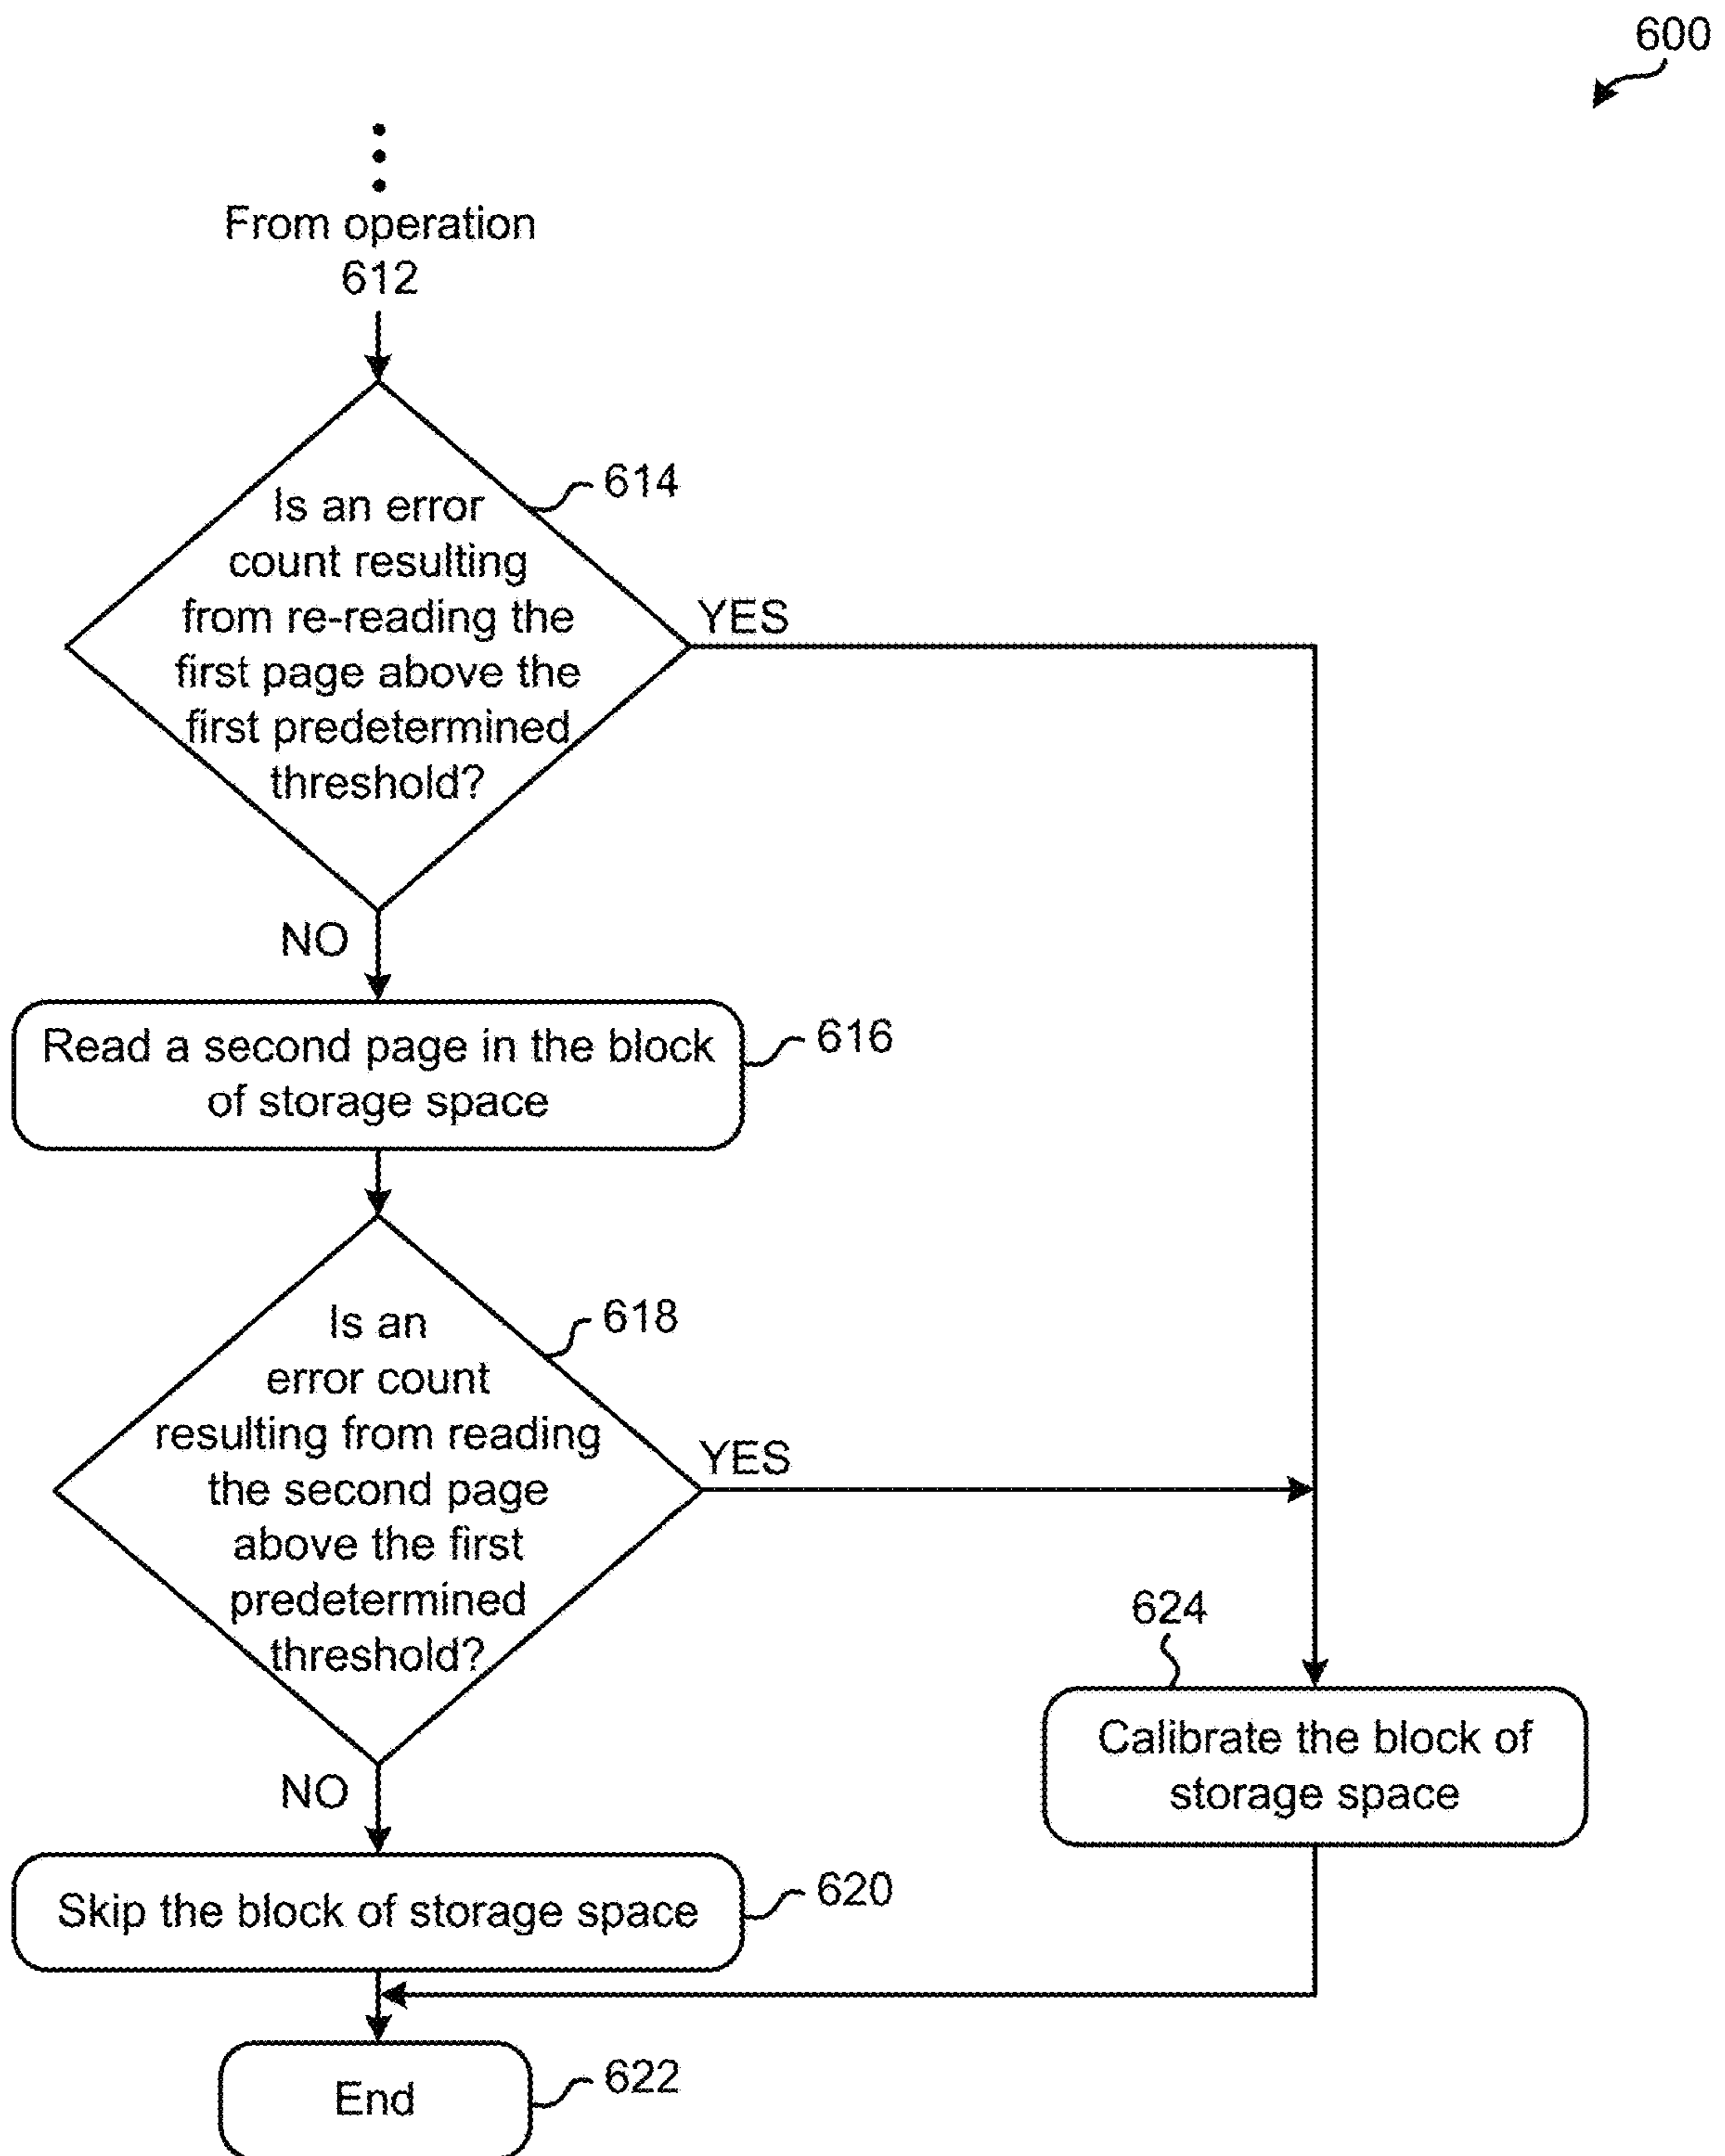 600
From operation
612
614
Is an error
count resulting
from re-reading the
first page above the
first predetermined
threshold?
YES
NO
Read a second page in the block
of storage space
616
618
Is an
error count
resulting from reading
the second page
above the first
predetermined
threshold?
YES
NO
624
Calibrate the block of
storage space
Skip the block of storage space
620
End
622